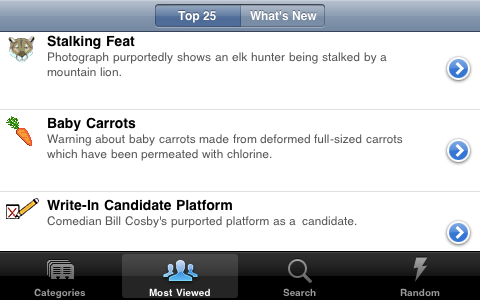 Top 25 What's New
Stalking Feat
Photograph purportedly shows an elk hunter being stalked by a
mountain lion.
Baby Carrots
Warning about baby carrots made from deformed full-sized carrots
which have been permeated with chlorine.
Write-In Candidate Platform
Comedian Bill Cosby's purported platform as a candidate.
Categories Most Viewed Search Random